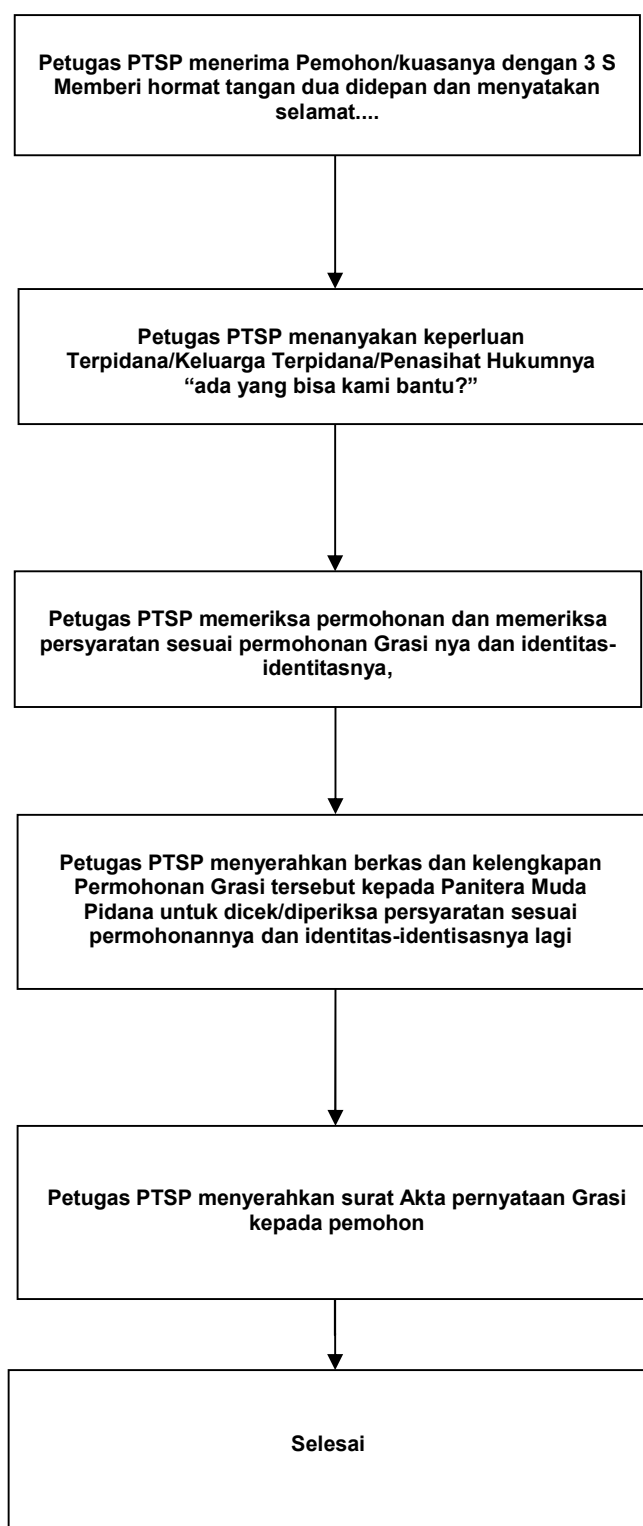 Petugas PTSP menerima Pemohon/kuasanya dengan 3 S
Memberi hormat tangan dua didepan dan menyatakan
selamat....
Petugas PTSP menanyakan keperluan
Terpidana/Keluarga Terpidana/Penasihat Hukumnya
“ada yang bisa kami bantu?”
Petugas PTSP memeriksa permohonan dan memeriksa
persyaratan sesuai permohonan Grasi nya dan identitas-
identitasnya,
Petugas PTSP menyerahkan berkas dan kelengkapan
Permohonan Grasi tersebut kepada Panitera Muda
Pidana untuk dicek/diperiksa persyaratan sesuai
permohonannya dan identitas-identisasnya lagi
Petugas PTSP menyerahkan surat Akta pernyataan Grasi
kepada pemohon
Selesai